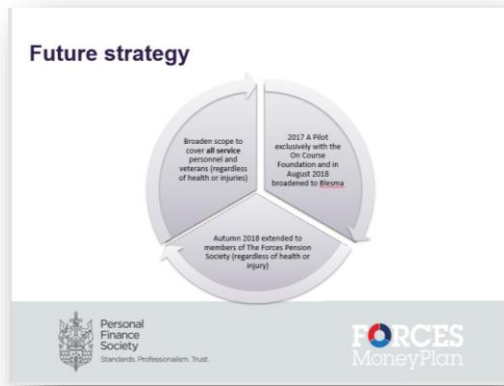 Future strategy
Broaden scope to
cover all service
personnel and
veterans (regardless
of health or injuries)
2017 A Pilot
exclusively with the
On Course
Foundation and in
August 2018
broadened to Blesma
Autumn 2018 extended to
members of The Forces Pension
Society (regardless of health or
injury)
Personal
Finance
Society
Standards. Professionalism. Trust.
FORCES
MoneyPlan